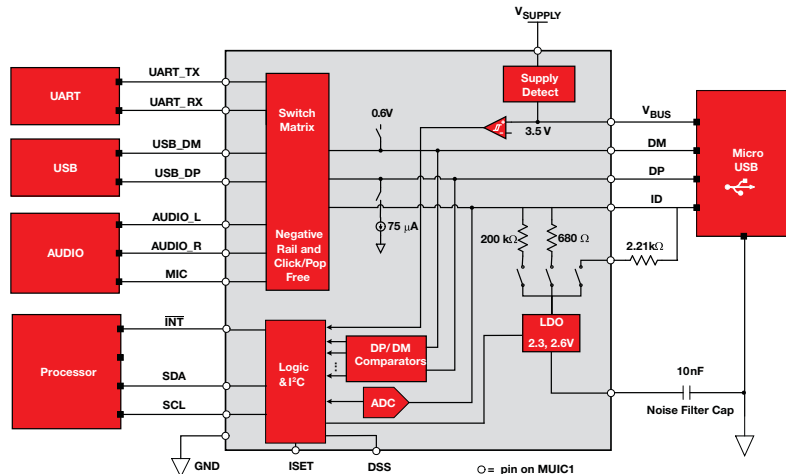 VSUPPLY
UART
UART_TX
UART_RX
Switch
Matrix
0.6V
Supply
Detect
3.5 V
VBUS
DM
DP
ID
Micro
USB
USB
USB_DM
USB_DP
AUDIO
AUDIO_L
AUDIO_R
MIC
Negative
Rail and
Click/Pop
Free
75 µA
200 kΩ
680 Ω
2.21kΩ
LDO
2.3, 2.6V
Processor
INT
SDA
SCL
Logic
& I²C
DP/DM
Comparators
ADC
10nF
Noise Filter Cap
GND
ISET
DSS
= pin on MUIC1